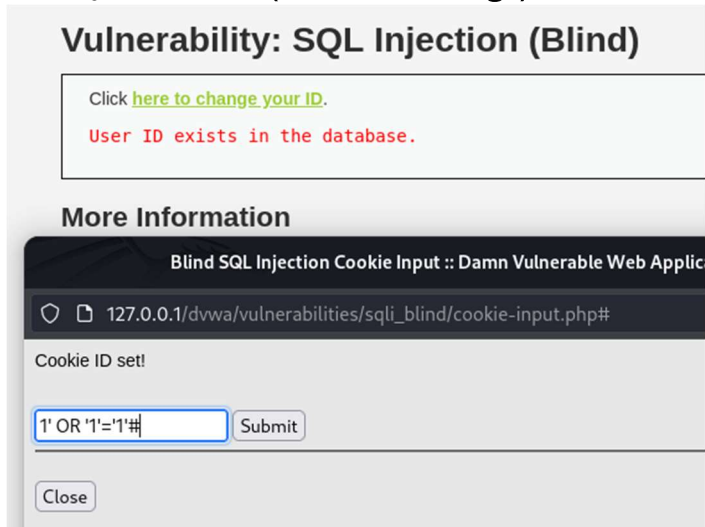 Vulnerability: SQL Injection (Blind)
Click here to change your ID.
User ID exists in the database.
More Information
Blind SQL Injection Cookie Input :: Damn Vulnerable Web Applic
127.0.0.1/dvwa/vulnerabilities/sqli_blind/cookie-input.php#
Cookie ID set!
1' OR '1'='1'# Submit
Close